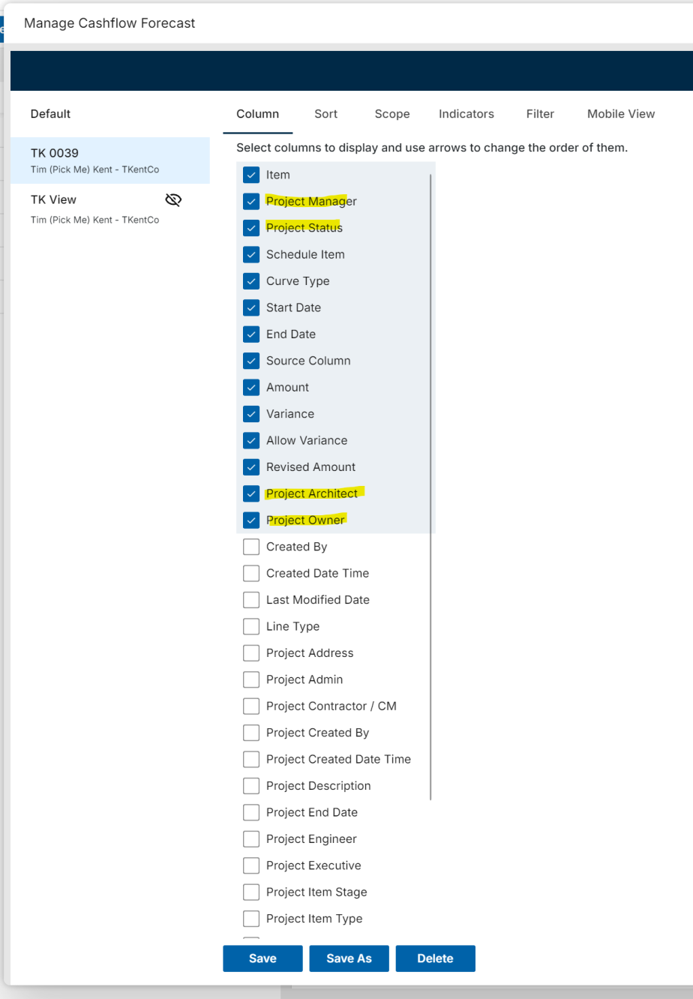 Manage Cashflow Forecast
Default
TK 0039
Tim (Pick Me) Kent - TKentCo
TK View
Tim (Pick Me) Kent - TKentCo
Column Sort Scope Indicators Filter Mobile View
Select columns to display and use arrows to change the order of them.
Item
Project Manager
Project Status
Schedule Item
Curve Type
Start Date
End Date
Source Column
Amount
Variance
Allow Variance
Revised Amount
Project Architect
Project Owner
Created By
Created Date Time
Last Modified Date
Line Type
Project Address
Project Admin
Project Contractor / CM
Project Created By
Project Created Date Time
Project Description
Project End Date
Project Engineer
Project Executive
Project Item Stage
Project Item Type
Save Save As Delete